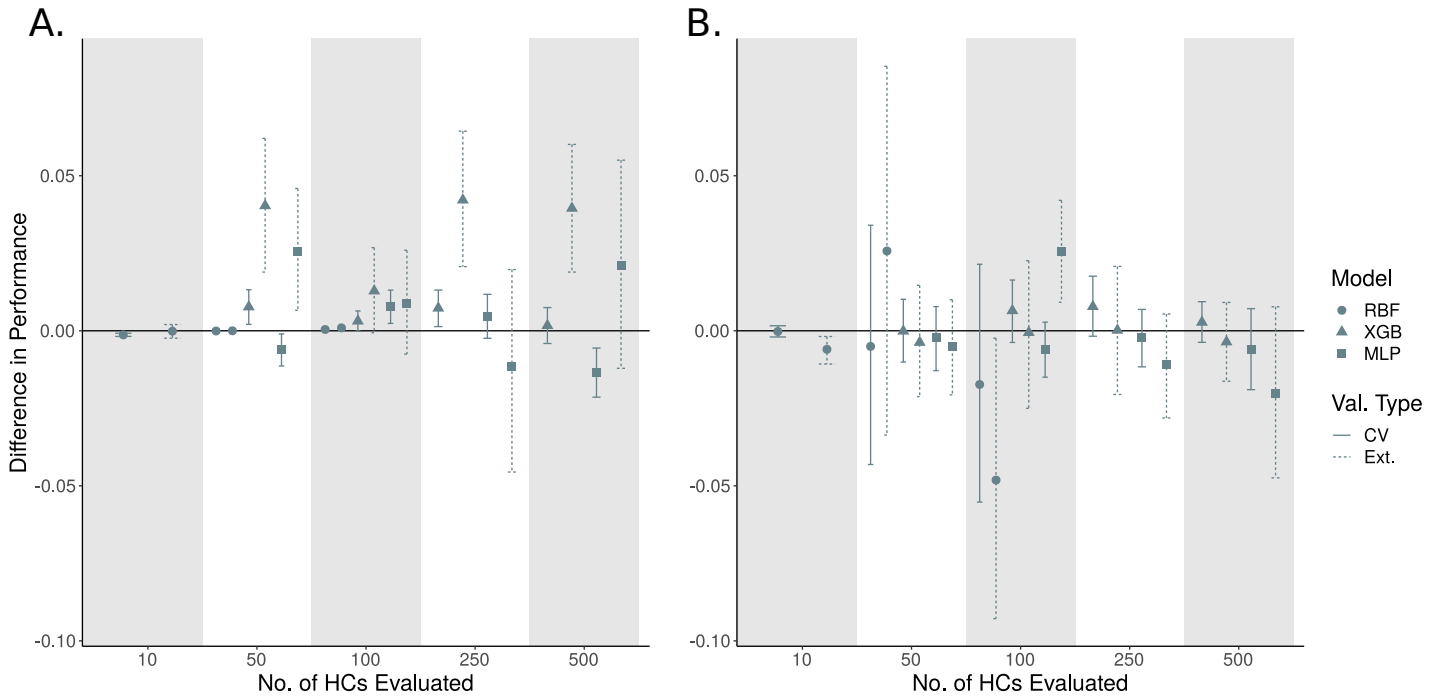 A.
B.
Difference in Performance
0.05
0.00
-0.05
-0.10
10 50 100 250 500
No. of HCs Evaluated
0.05
0.00
-0.05
-0.10
10 50 100 250 500
No. of HCs Evaluated
Model
RBF
XGB
MLP
Val. Type
CV
Ext.